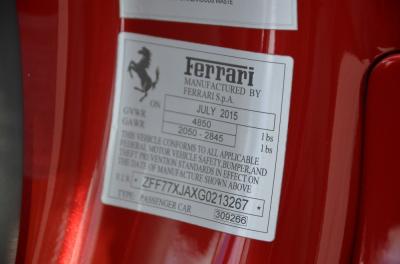 Ferrari
MANUFACTURED BY
FERRARI S.p.A.
ON JULY 2015
GVWR 4850 lbs
GAWR 2050 - 2845 lbs
THIS VEHICLE CONFORMS TO ALL APPLICABLE
FEDERAL MOTOR VEHICLE SAFETY, BUMPER, AND
THEFT PREVENTION STANDARDS IN EFFECT ON
THE DATE OF MANUFACTURE SHOWN ABOVE
*ZFF77XJAXG0213267*
TYPE: PASSENGER CAR 309266